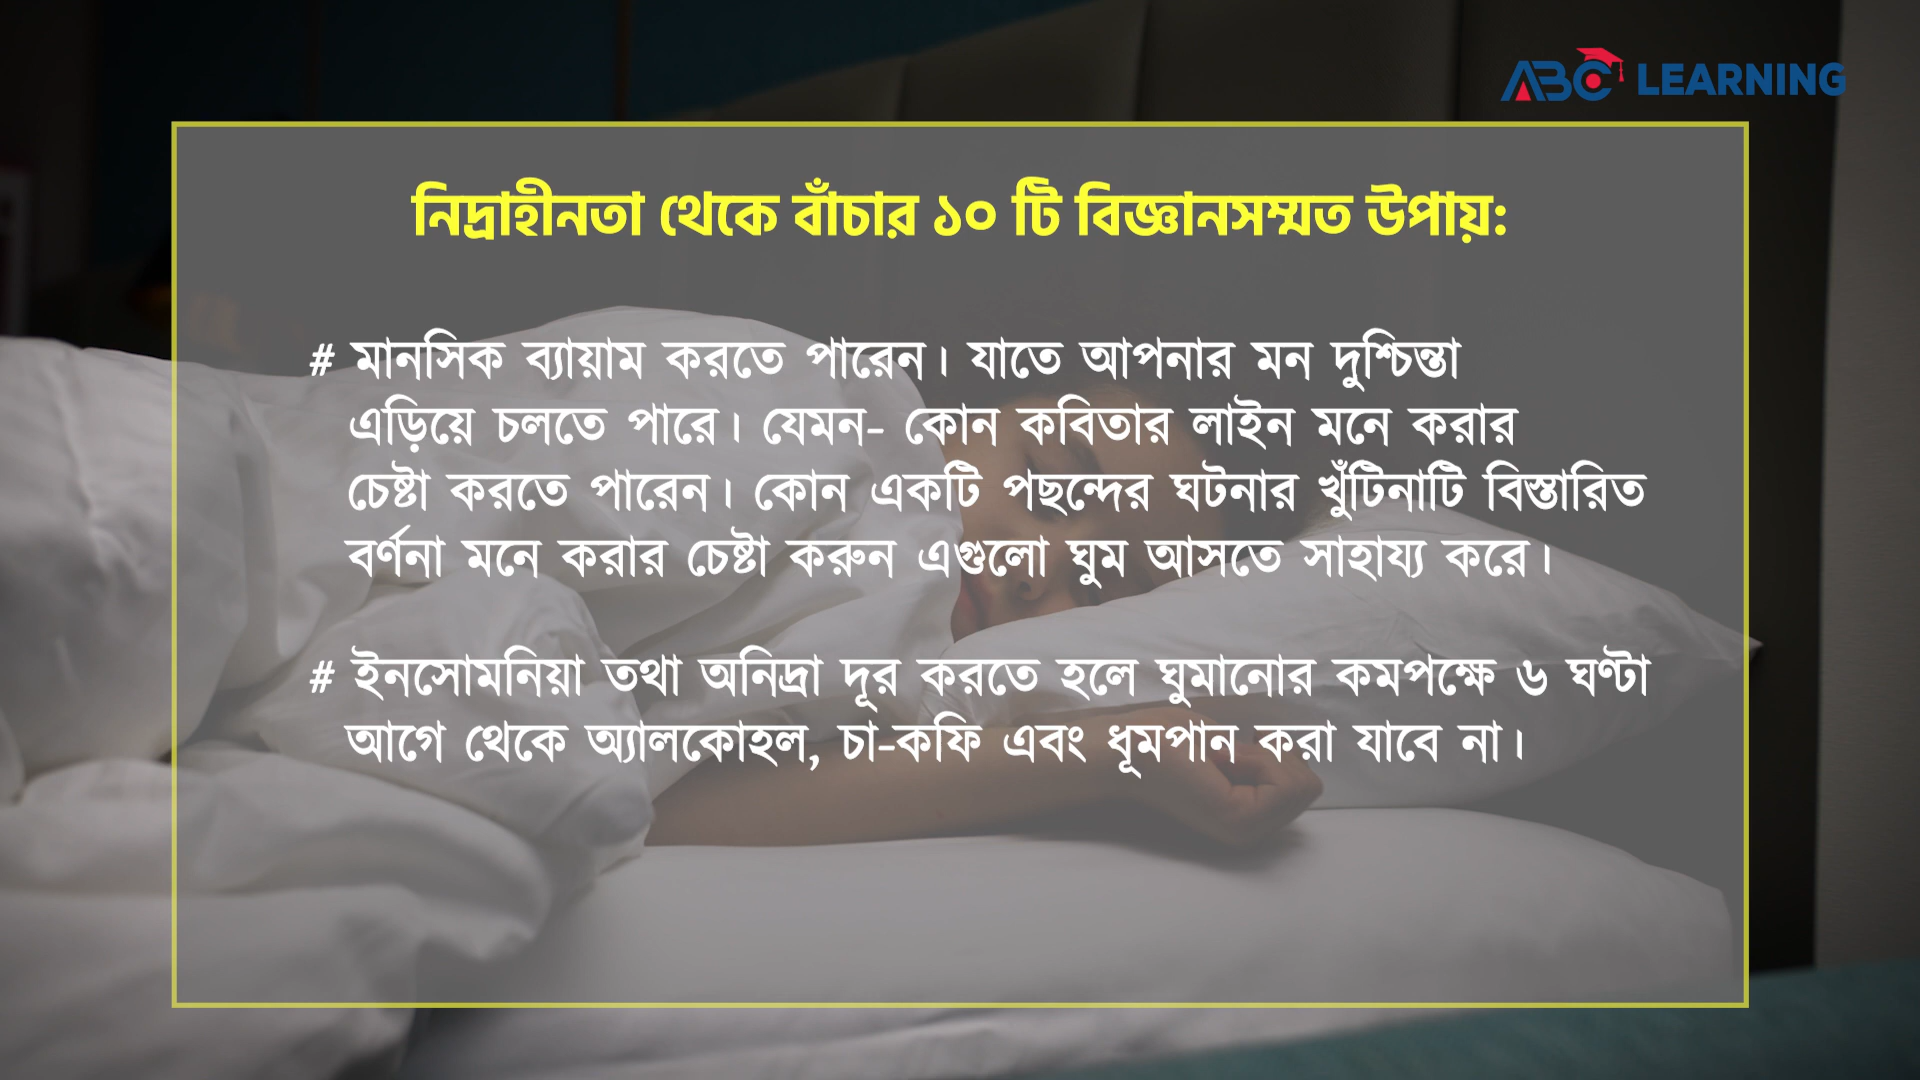 ABC LEARNING
নিদ্রাহীনতা থেকে বাঁচার ১০ টি বিজ্ঞানসম্মত উপায়:
# মানসিক ব্যায়াম করতে পারেন। যাতে আপনার মন দুশ্চিন্তা
এড়িয়ে চলতে পারে। যেমন- কোন কবিতার লাইন মনে করার
চেষ্টা করতে পারেন। কোন একটি পছন্দের ঘটনার খুঁটিনাটি বিস্তারিত
বর্ণনা মনে করার চেষ্টা করুন এগুলো ঘুম আসতে সাহায্য করে।
# ইনসোমনিয়া তথা অনিদ্রা দূর করতে হলে ঘুমানোর কমপক্ষে ৬ ঘণ্টা
আগে থেকে অ্যালকোহল, চা-কফি এবং ধূমপান করা যাবে না।